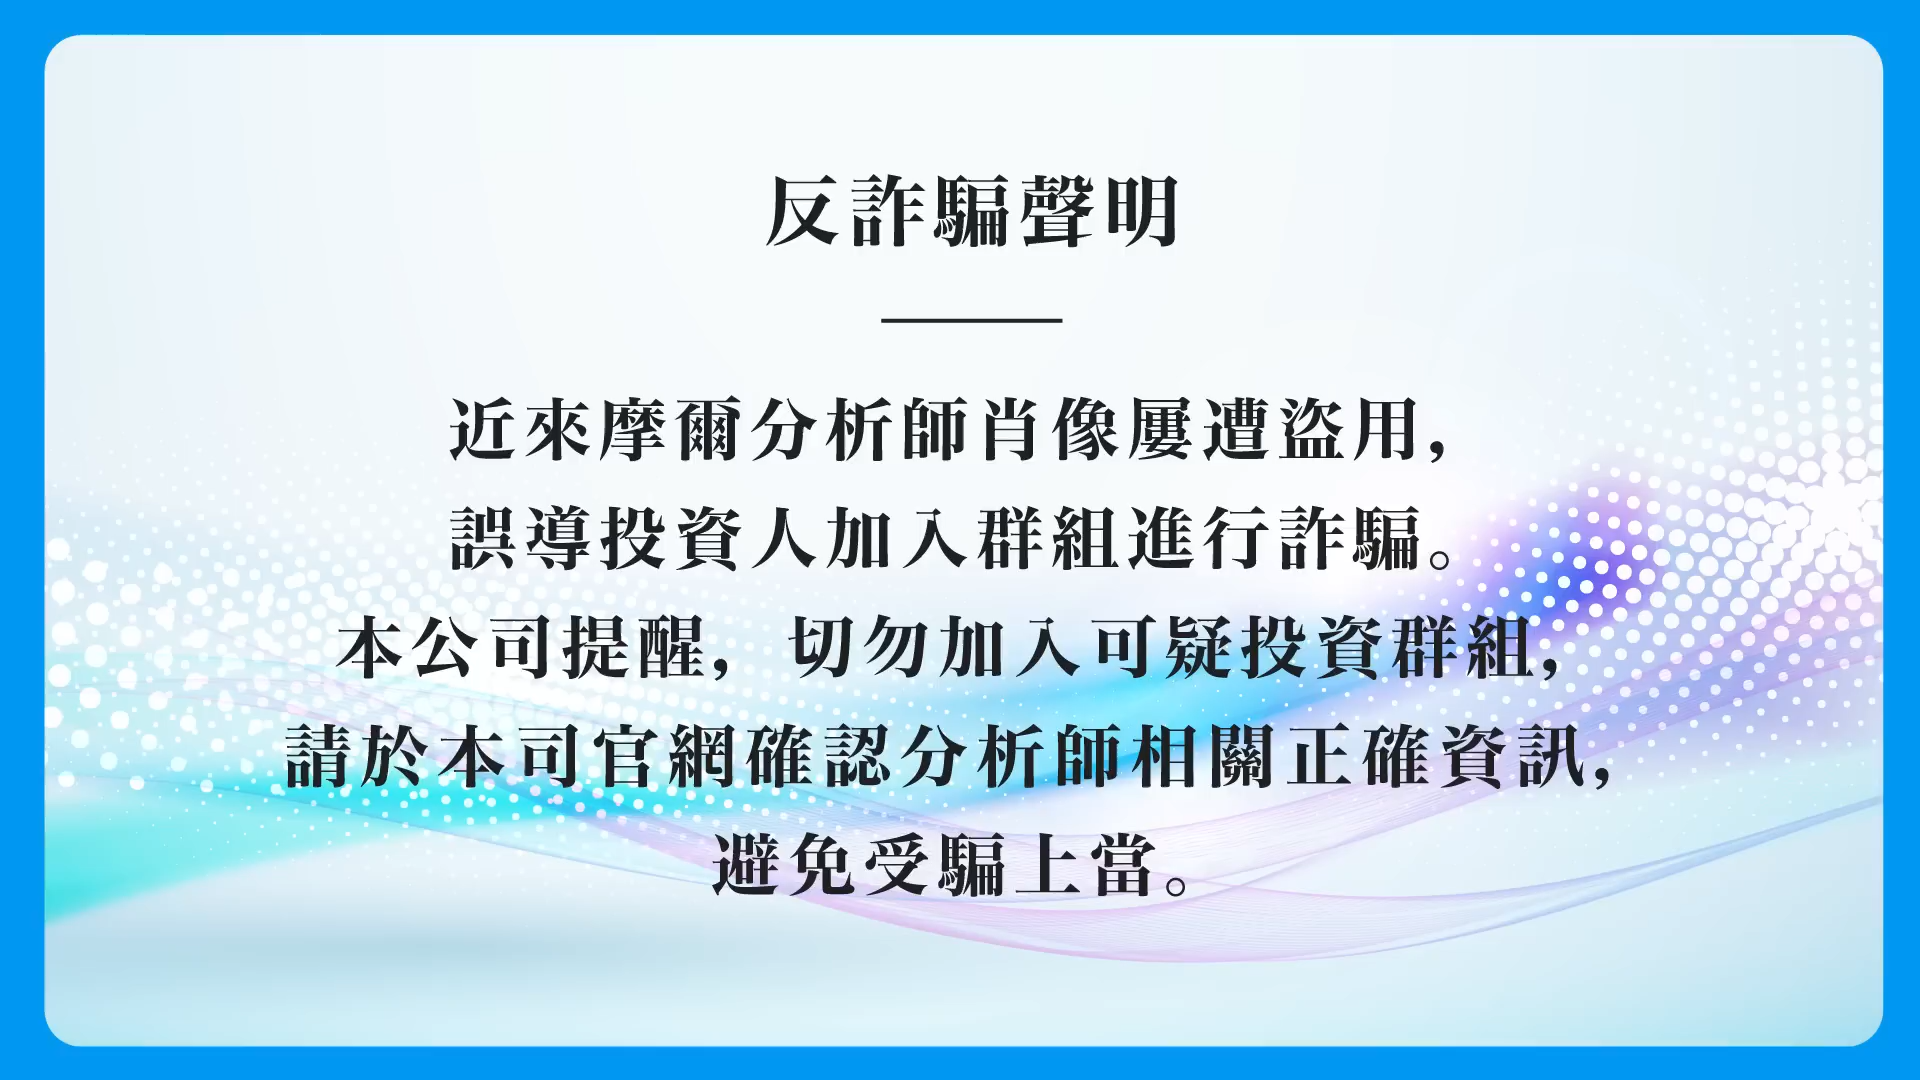 反詐騙聲明
近來摩爾分析師肖像屢遭盜用，
誤導投資人加入群組進行詐騙。
本公司提醒，切勿加入可疑投資群組，
請於本司官網確認分析師相關正確資訊，
避免受騙上當。